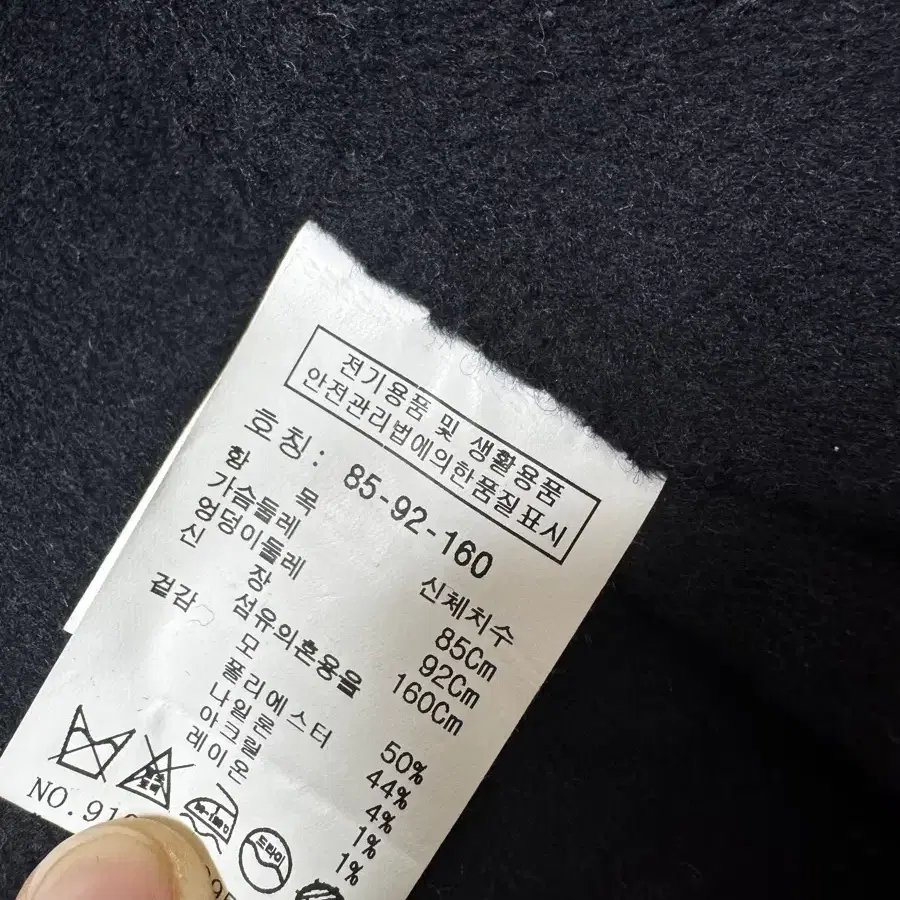 전기용품 및 생활용품
안전관리법에의한품질표시
호칭: 85-92-160
항 목 신체치수
가슴둘레 85Cm
엉덩이둘레 92Cm
신 장 160Cm
섬유의혼용율
겉감 모 50%
폴리에스터 44%
나일론 4%
아크릴 1%
레이온 1%
드라이